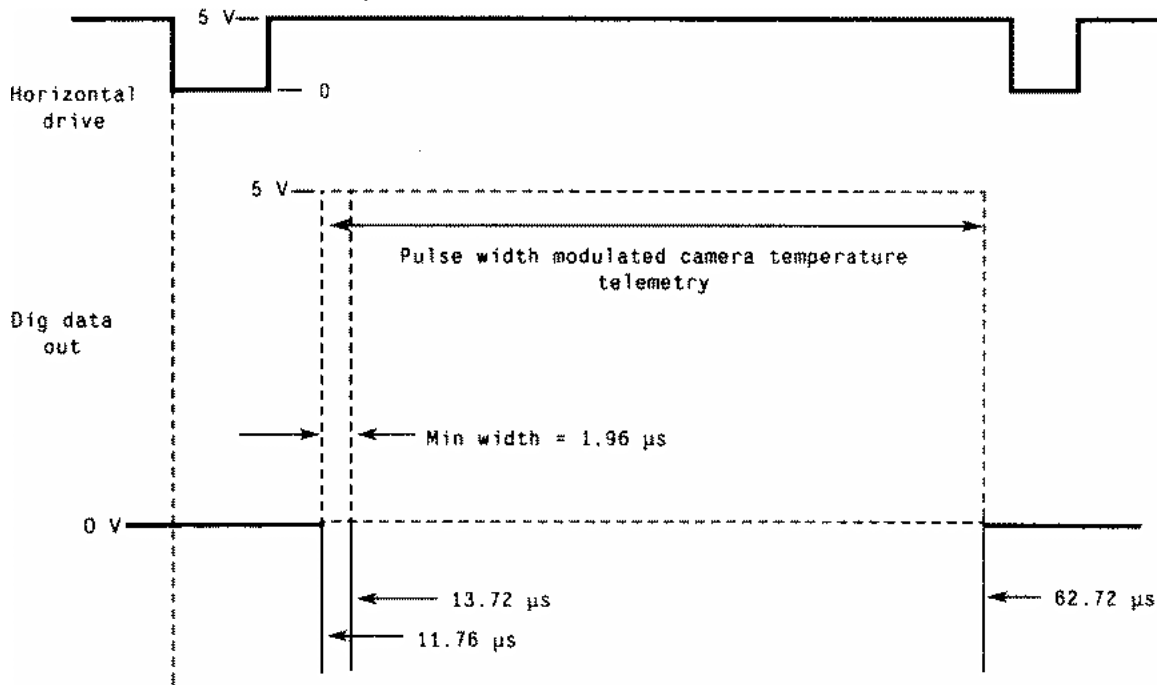 5 V
0
Horizontal
drive
5 V
Pulse width modulated camera temperature
telemetry
Dig data
out
Min width = 1.96 µs
0 V
13.72 µs
62.72 µs
11.76 µs